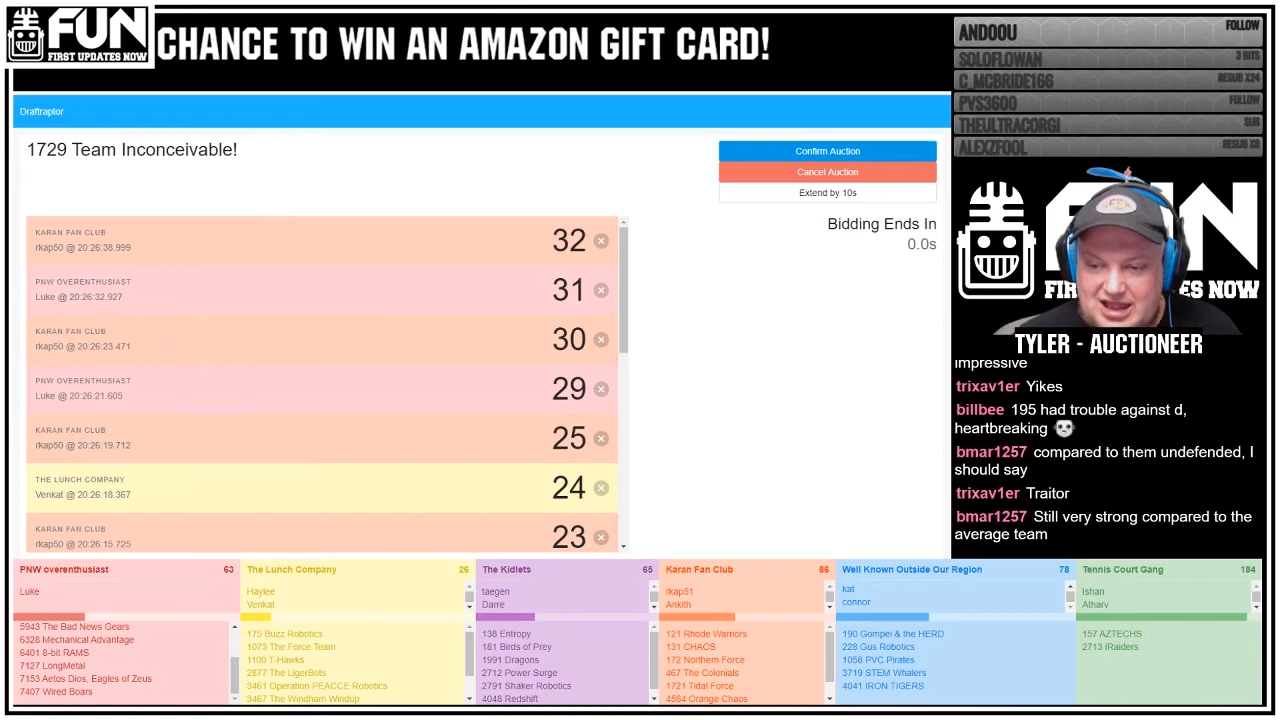 FUN
FIRST UPDATES NOW
CHANCE TO WIN AN AMAZON GIFT CARD!
Draftraptor
1729 Team Inconceivable!
Confirm Auction
Cancel Auction
Extend by 10s
Bidding Ends In
0.0s
KARAN FAN CLUB
rkap50 @ 20:26:38.999
32
PNW OVERENTHUSIAST
Luke @ 20:26:32.927
31
KARAN FAN CLUB
rkap50 @ 20:26:23.471
30
PNW OVERENTHUSIAST
Luke @ 20:26:21.605
29
KARAN FAN CLUB
rkap50 @ 20:26:19.712
25
THE LUNCH COMPANY
Venkat @ 20:26:18.367
24
KARAN FAN CLUB
rkap50 @ 20:26:15.725
23
PNW overenthusiast 63
Luke
5943 The Bad News Gears
6328 Mechanical Advantage
6401 8-bit RAMS
7127 LongMetal
7153 Aetos Dios, Eagles of Zeus
7407 Wired Boars
The Lunch Company 26
Haylee
Venkat
175 Buzz Robotics
1073 The Force Team
1100 T-Hawks
2877 The LigerBots
3461 Operation PEACCE Robotics
3467 The Windham Windup
The Kidlets 65
taegen
Darre
138 Entropy
181 Birds of Prey
1991 Dragons
2712 Power Surge
2791 Shaker Robotics
4048 Redshift
Karan Fan Club 86
rkap51
Ankith
121 Rhode Warriors
131 CHAOS
172 Northern Force
467 The Colonials
1721 Tidal Force
4564 Orange Chaos
Well Known Outside Our Region 78
kat
connor
190 Gompei & the HERD
228 Gus Robotics
1058 PVC Pirates
3719 STEM Whalers
4041 IRON TIGERS
Tennis Court Gang 184
Ishan
Atharv
157 AZTECHS
2713 iRaiders
ANDOOU FOLLOW
SOLOFLOWAN 3 BITS
C_MCBRIDE166 RESUB X24
PVS3600 FOLLOW
THEULTRACORGI SUB
ALEXZFOOL
TYLER - AUCTIONEER
impressive
trixav1er Yikes
billbee 195 had trouble against d,
heartbreaking
bmar1257 compared to them undefended, I
should say
trixav1er Traitor
bmar1257 Still very strong compared to the
average team